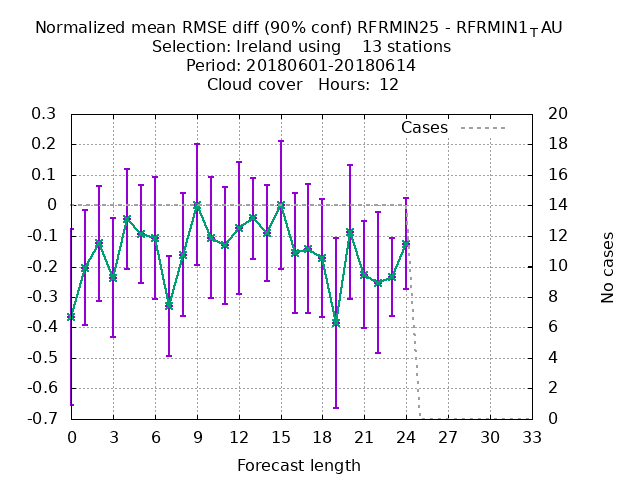 Normalized mean RMSE diff (90% conf) RFRMIN25 - RFRMIN1TAU
Selection: Ireland using    13 stations
Period: 20180601-20180614
Cloud cover   Hours:  12
0.3
0.2
0.1
0
-0.1
-0.2
-0.3
-0.4
-0.5
-0.6
-0.7
Cases
20
18
16
14
12
10
8
6
4
2
0
No cases
0 3 6 9 12 15 18 21 24 27 30 33
Forecast length